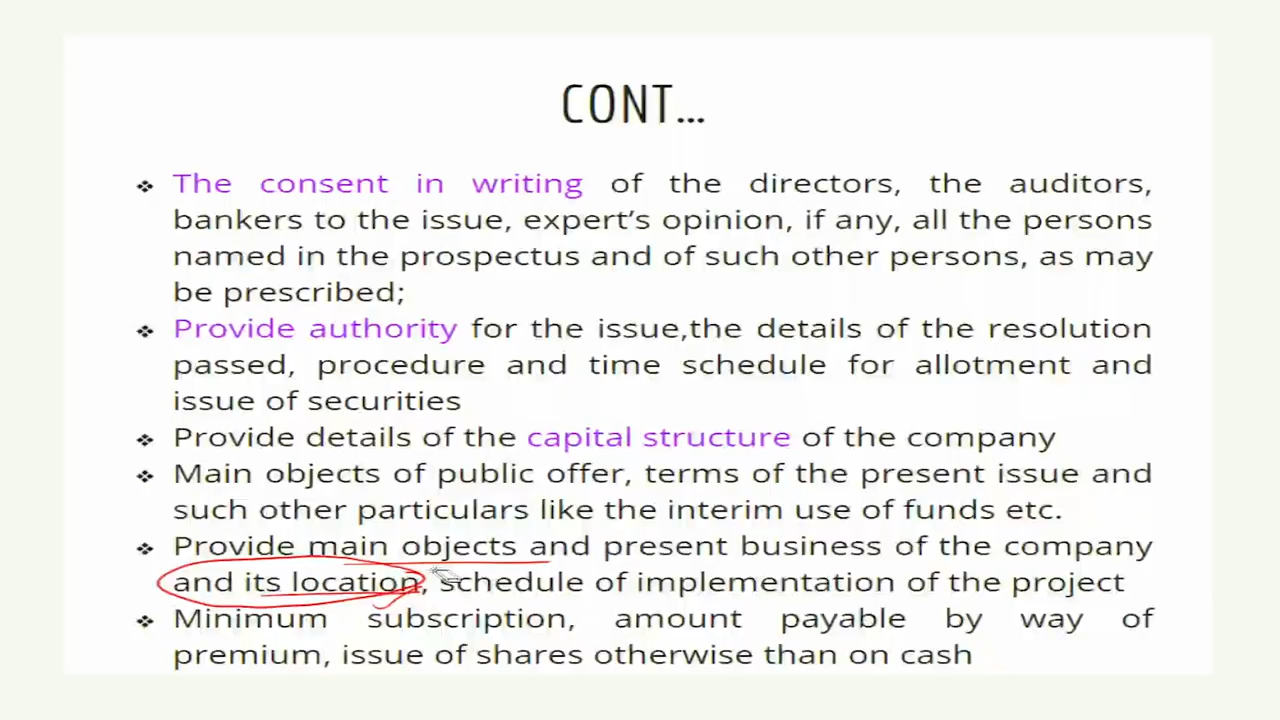 CONT...
❖ The consent in writing of the directors, the auditors,
bankers to the issue, expert’s opinion, if any, all the persons
named in the prospectus and of such other persons, as may
be prescribed;
❖ Provide authority for the issue,the details of the resolution
passed, procedure and time schedule for allotment and
issue of securities
❖ Provide details of the capital structure of the company
❖ Main objects of public offer, terms of the present issue and
such other particulars like the interim use of funds etc.
❖ Provide main objects and present business of the company
and its location, schedule of implementation of the project
❖ Minimum subscription, amount payable by way of
premium, issue of shares otherwise than on cash